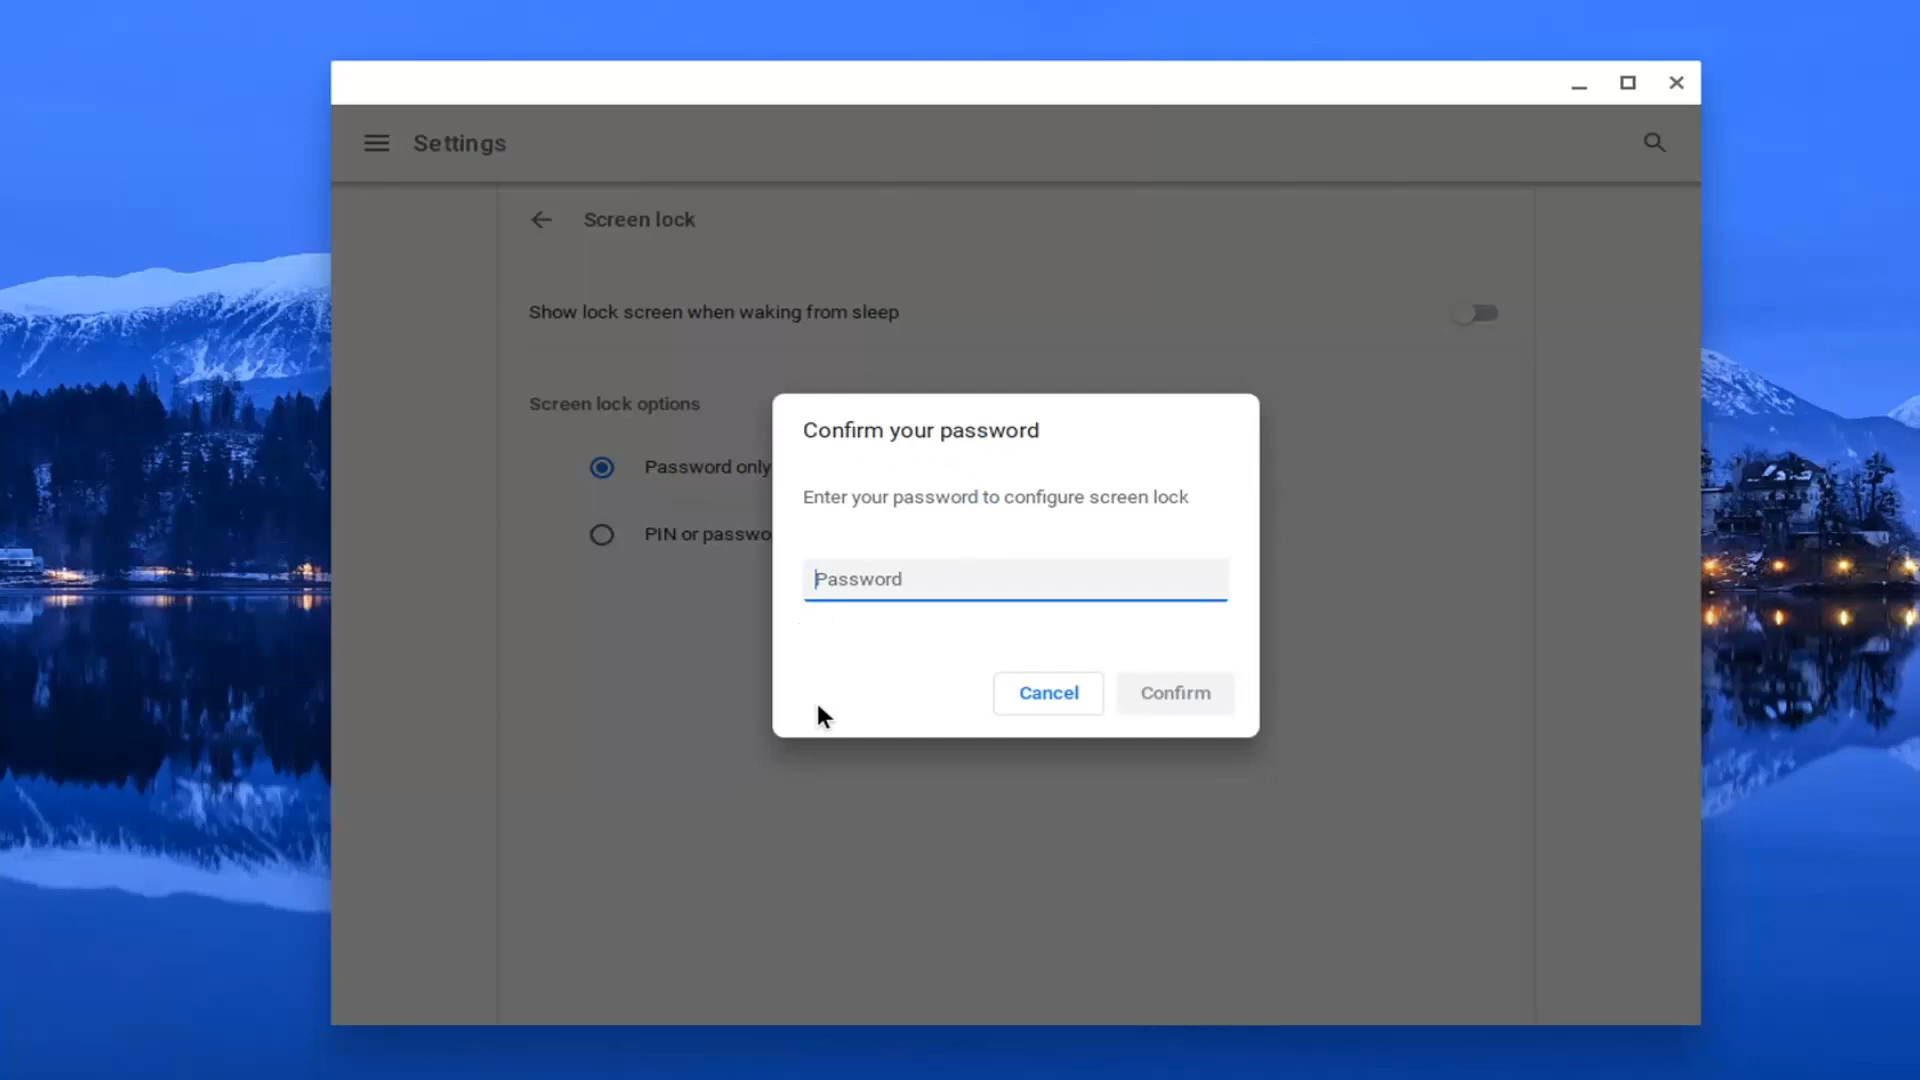 Settings
Screen lock
Show lock screen when waking from sleep
Screen lock options
Password only
PIN or passwo
Confirm your password
Enter your password to configure screen lock
Password
Cancel
Confirm